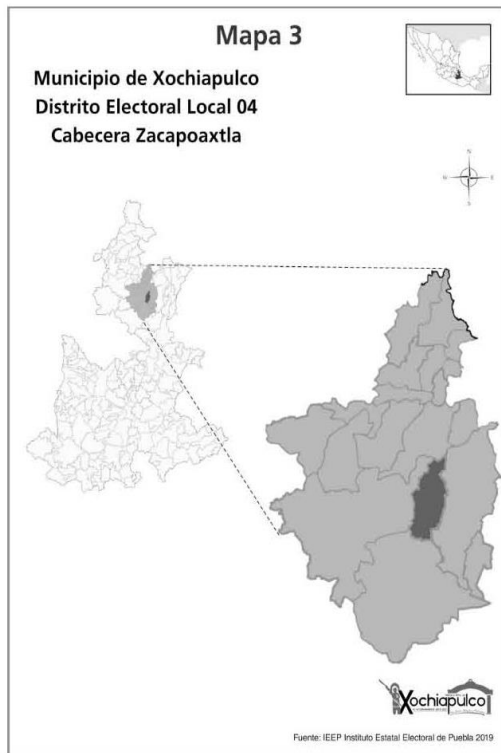 Mapa 3
Municipio de Xochiapulco
Distrito Electoral Local 04
Cabecera Zacapoaxtla
N
S
Xochiapulco
Fuente: IEEP Instituto Estatal Electoral de Puebla 2019